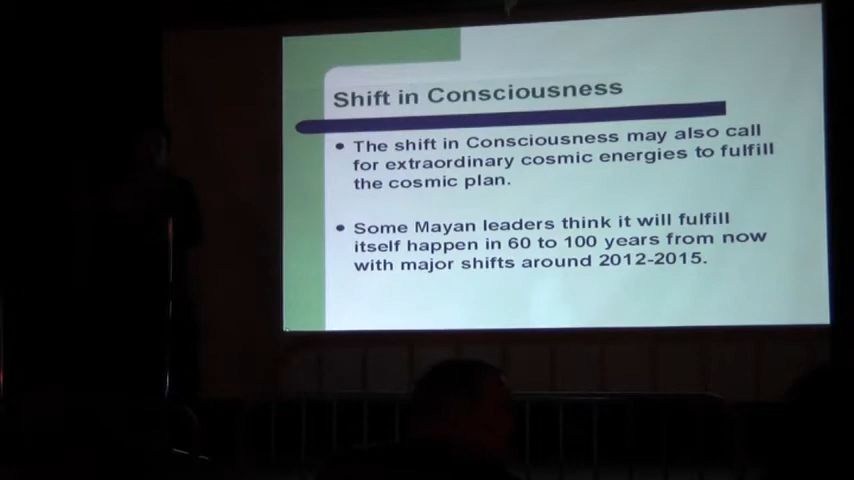 Shift in Consciousness
• The shift in Consciousness may also call
for extraordinary cosmic energies to fulfill
the cosmic plan.
• Some Mayan leaders think it will fulfill
itself happen in 60 to 100 years from now
with major shifts around 2012-2015.